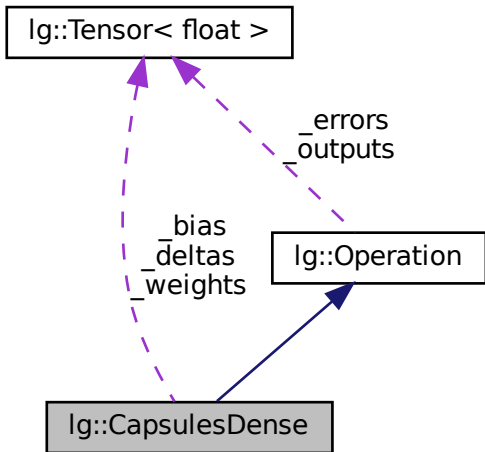 lg::Tensor< float >
_errors
_outputs
_bias
_deltas
_weights
lg::Operation
lg::CapsulesDense